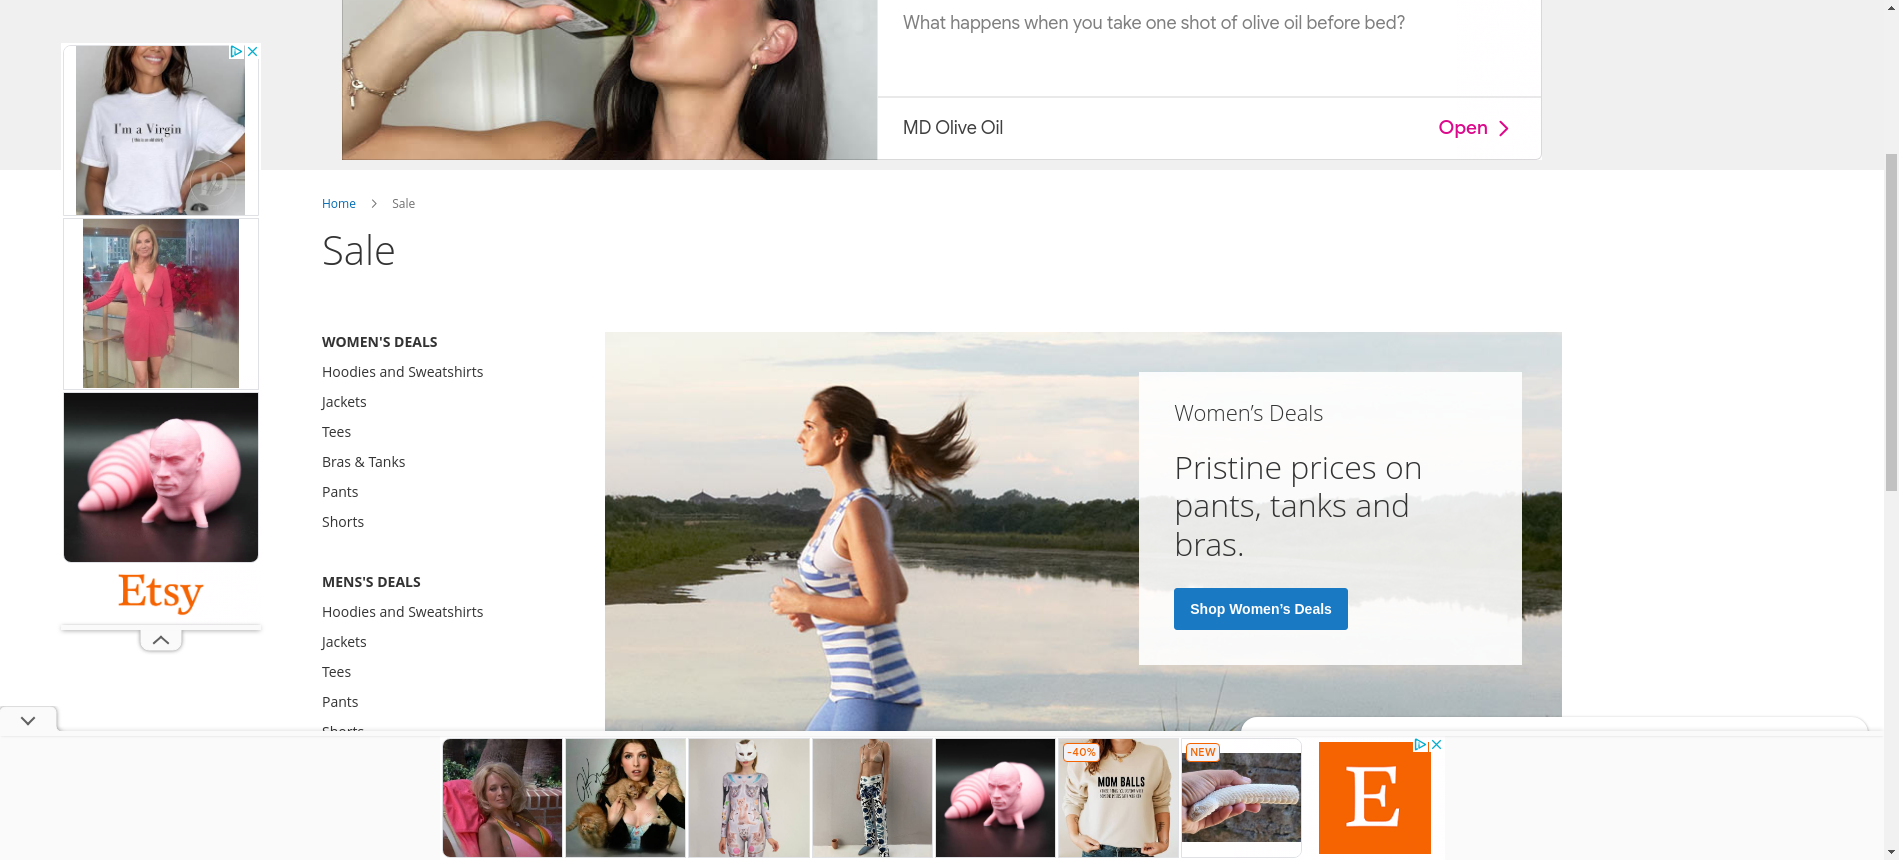 What happens when you take one shot of olive oil before bed?
MD Olive Oil
Open
I'm a Virgin
Home
Sale
Sale
WOMEN'S DEALS
Hoodies and Sweatshirts
Jackets
Tees
Bras & Tanks
Pants
Shorts
MENS'S DEALS
Hoodies and Sweatshirts
Jackets
Tees
Pants
Shorts
Women’s Deals
Pristine prices on
pants, tanks and
bras.
Shop Women’s Deals
Etsy
-40%
MOM BALLS
NEW
E